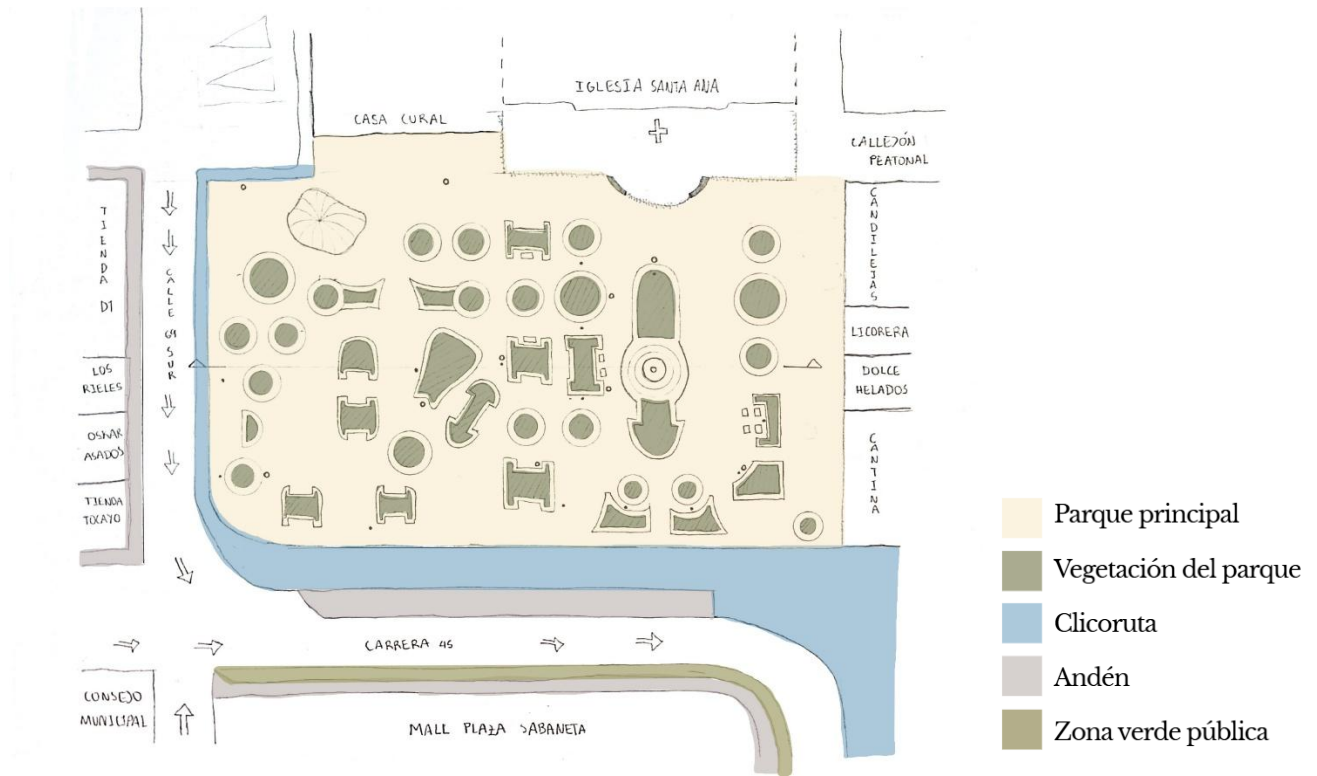 IGLESIA SANTA ANA
CASA CURAL
CALLEJÓN
PEATONAL
TIENDA
D1
CALLE 69 SUR
CANDILEJAS
LICORERA
LOS
RIELES
DOLCE
HELADOS
OSKAR
ASADOS
CANTINA
TIENDA
TOCAYO
CARRERA 45
CONSEJO
MUNICIPAL
MALL PLAZA SABANETA
Parque principal
Vegetación del parque
Clicoruta
Andén
Zona verde pública